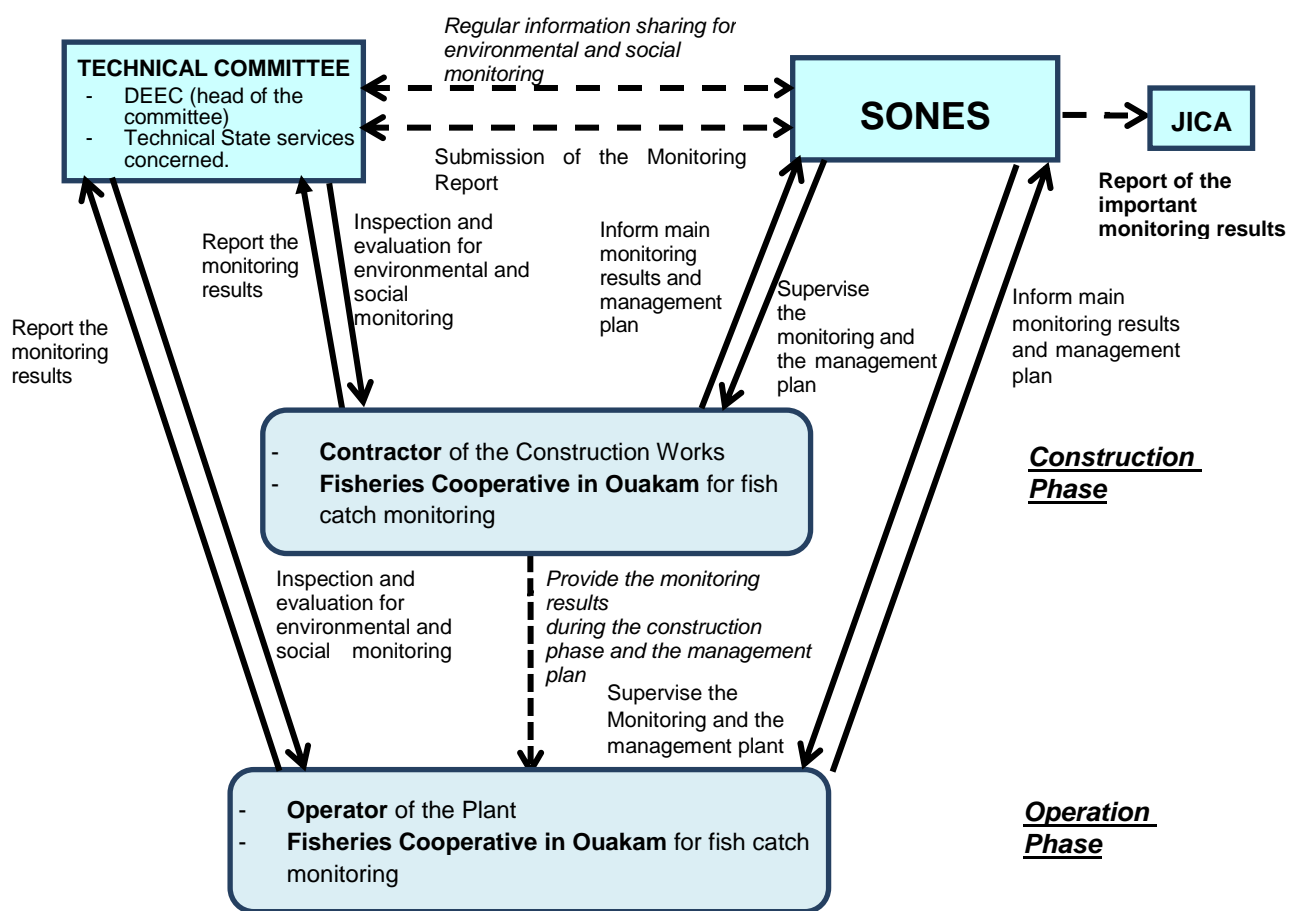 Regular information sharing for
environmental and social
monitoring
TECHNICAL COMMITTEE
- DEEC (head of the
committee)
- Technical State services
concerned.
SONES
JICA
Submission of the Monitoring
Report
Report of the
important
monitoring results
Report the
monitoring
results
Inspection and
evaluation for
environmental and
social
monitoring
Inform main
monitoring
results and
management
plan
Supervise
the
monitoring and
the management
plan
Inform main
monitoring results
and management
plan
Report the
monitoring
results
- Contractor of the Construction Works
- Fisheries Cooperative in Ouakam for fish
catch monitoring
Construction
Phase
Inspection and
evaluation for
environmental and
social monitoring
Provide the monitoring
results
during the construction
phase and the management
plan
Supervise the
Monitoring and the
management plant
- Operator of the Plant
- Fisheries Cooperative in Ouakam for fish catch
monitoring
Operation
Phase